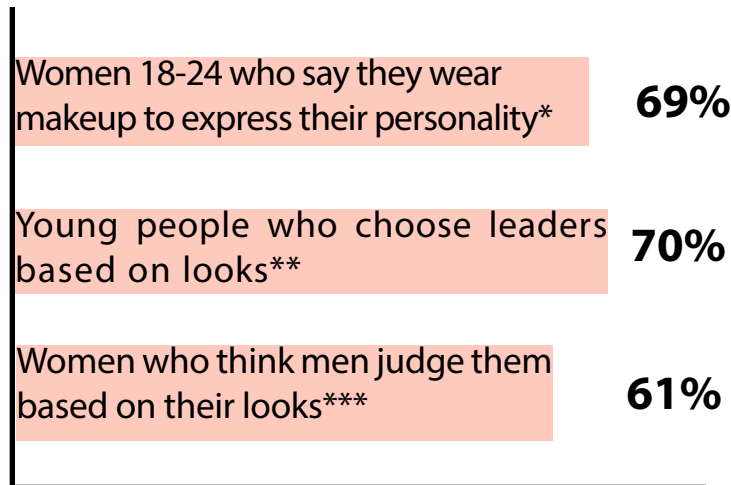 Women 18-24 who say they wear
makeup to express their personality*
69%
Young people who choose leaders
based on looks**
70%
Women who think men judge them
based on their looks***
61%